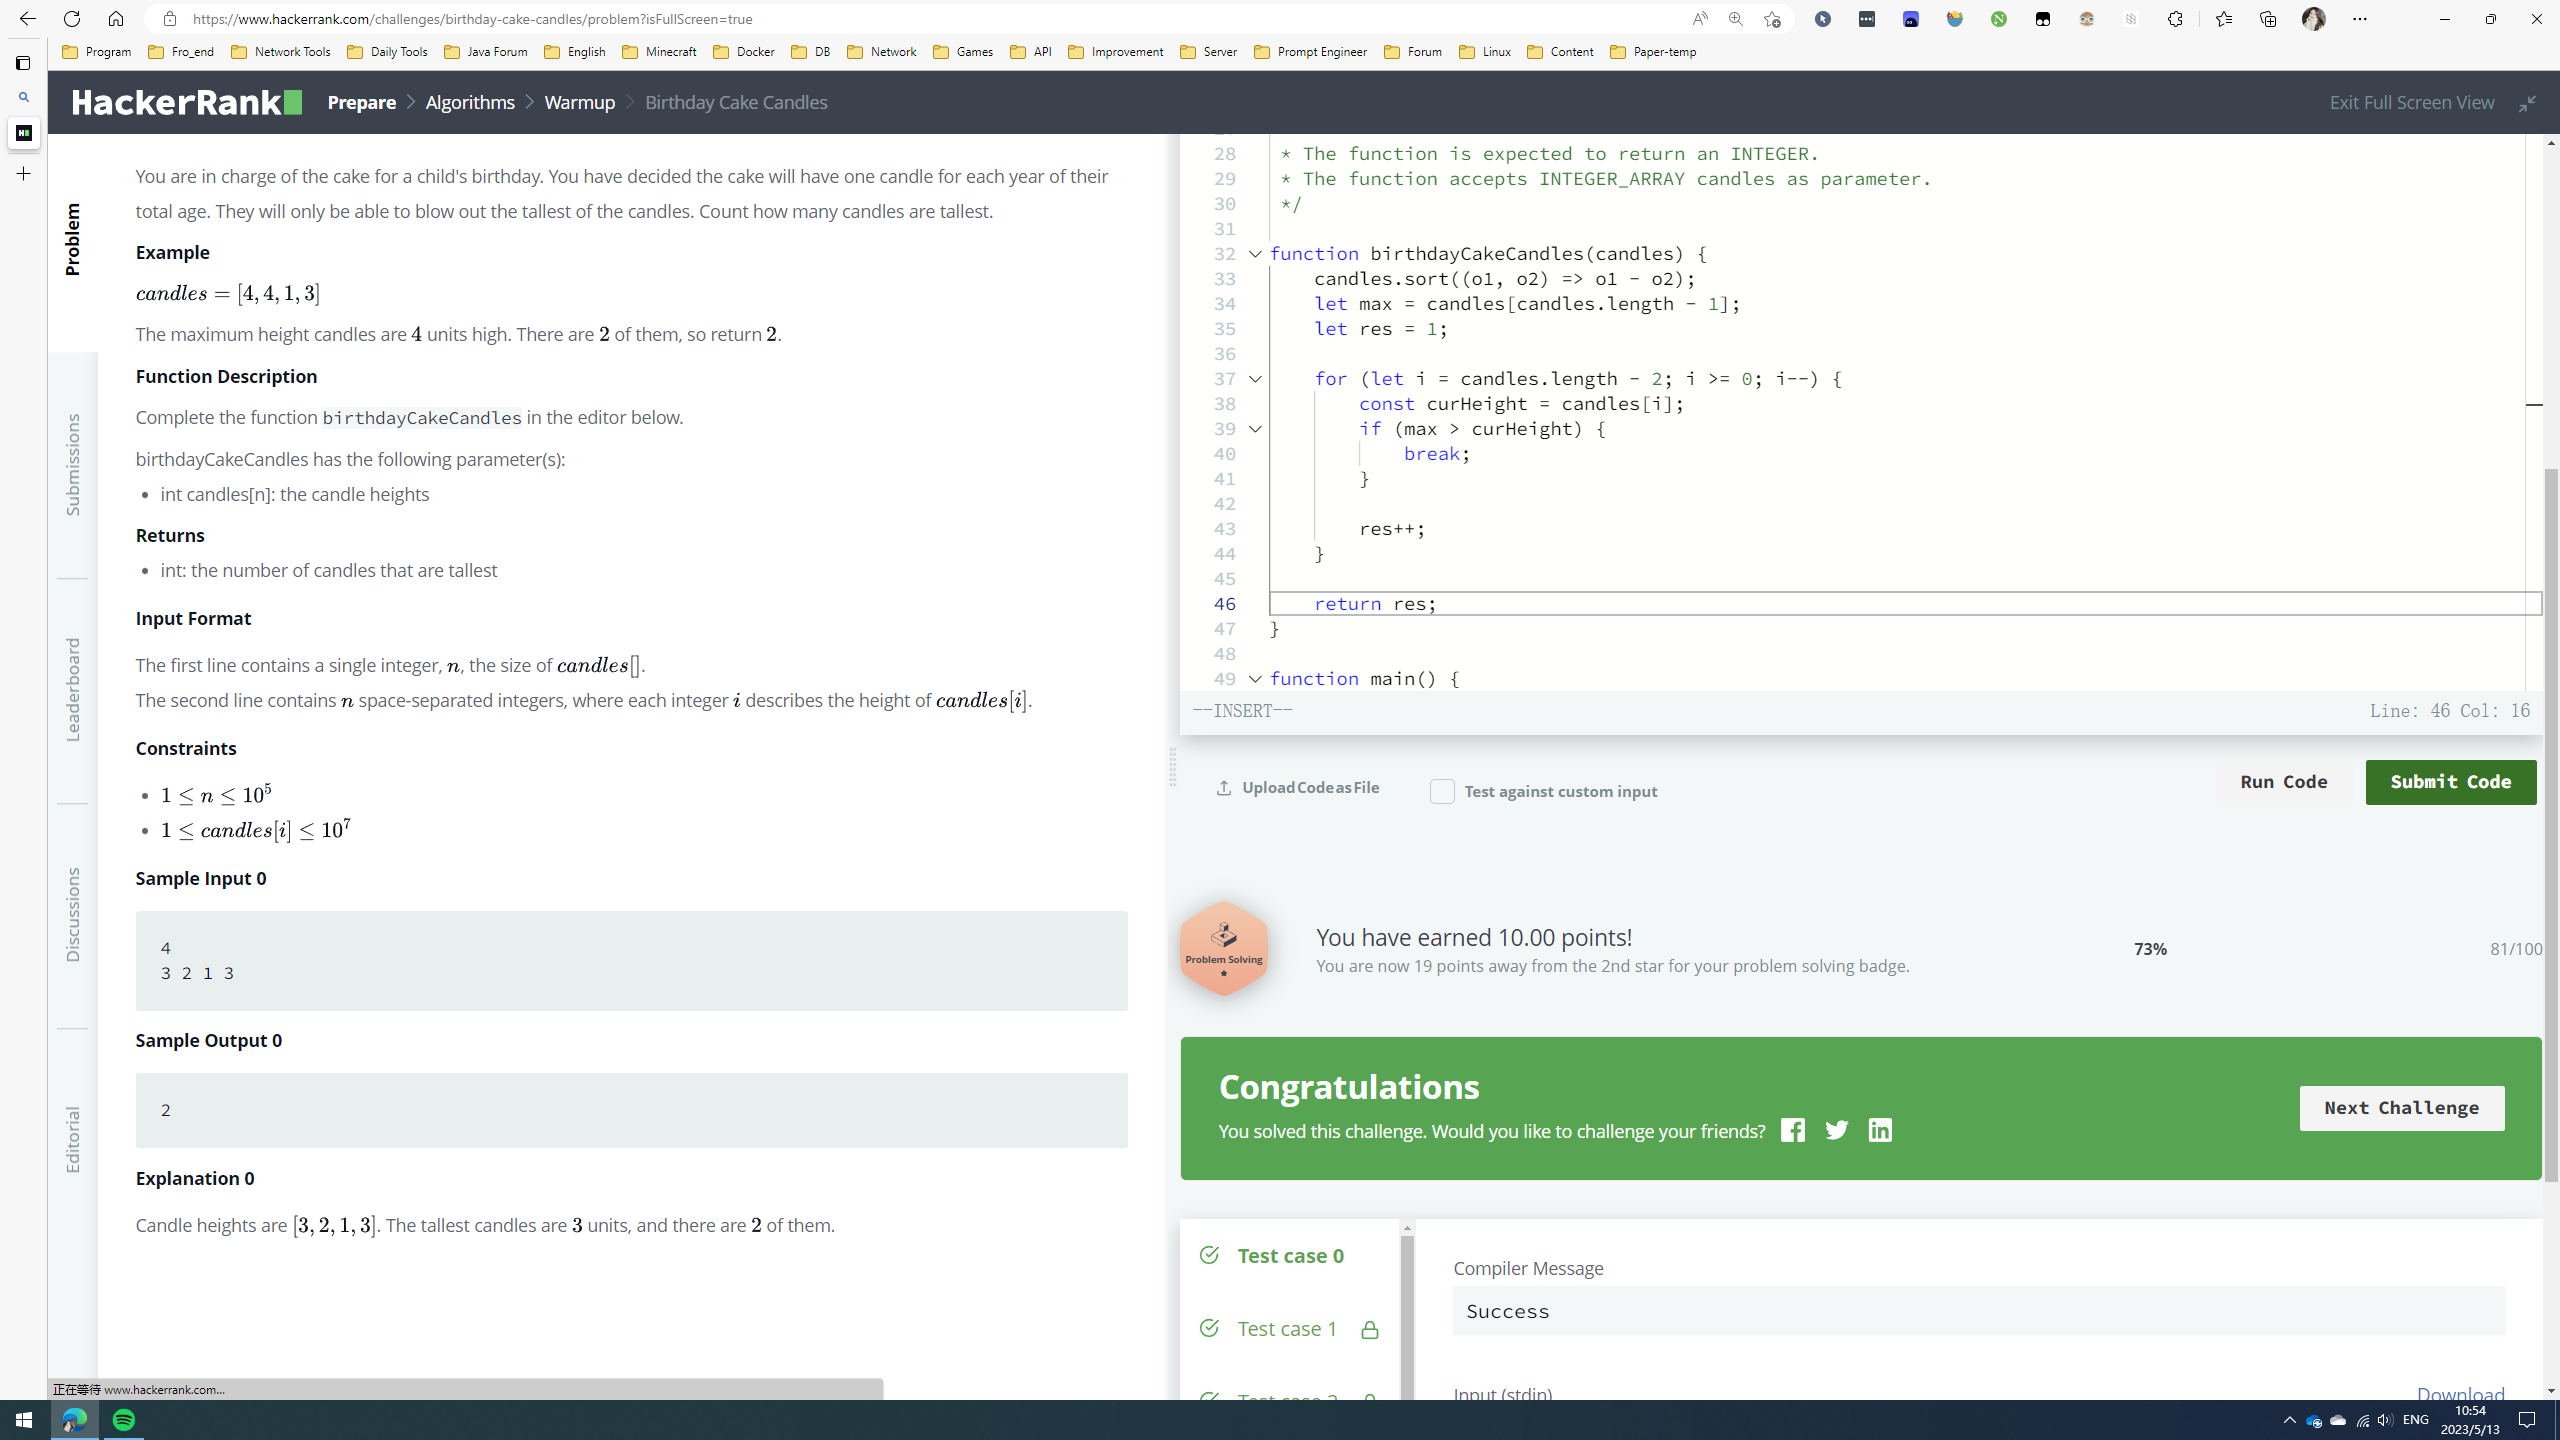 https://www.hackerrank.com/challenges/birthday-cake-candles/problem?isFullScreen=true
Program Fro_end Network Tools Daily Tools Java Forum English Minecraft Docker DB Network Games API Improvement Server Prompt Engineer Forum Linux Content Paper-temp
HackerRank Prepare Algorithms Warmup Birthday Cake Candles Exit Full Screen View
Problem
Submissions
Leaderboard
Discussions
Editorial
You are in charge of the cake for a child's birthday. You have decided the cake will have one candle for each year of their
total age. They will only be able to blow out the tallest of the candles. Count how many candles are tallest.
Example
candles = [4, 4, 1, 3]
The maximum height candles are 4 units high. There are 2 of them, so return 2.
Function Description
Complete the function birthdayCakeCandles in the editor below.
birthdayCakeCandles has the following parameter(s):
• int candles[n]: the candle heights
Returns
• int: the number of candles that are tallest
Input Format
The first line contains a single integer, n, the size of candles[].
The second line contains n space-separated integers, where each integer i describes the height of candles[i].
Constraints
• 1 ≤ n ≤ 10⁵
• 1 ≤ candles[i] ≤ 10⁷
Sample Input 0
4
3 2 1 3
Sample Output 0
2
Explanation 0
Candle heights are [3, 2, 1, 3]. The tallest candles are 3 units, and there are 2 of them.
正在等待 www.hackerrank.com...
28 * The function is expected to return an INTEGER.
29 * The function accepts INTEGER_ARRAY candles as parameter.
30 */
31
32 function birthdayCakeCandles(candles) {
33 candles.sort((o1, o2) => o1 - o2);
34 let max = candles[candles.length - 1];
35 let res = 1;
36
37 for (let i = candles.length - 2; i >= 0; i--) {
38 const curHeight = candles[i];
39 if (max > curHeight) {
40 break;
41 }
42
43 res++;
44 }
45
46 return res;
47 }
48
49 function main() {
--INSERT-- Line: 46 Col: 16
Upload Code as File Test against custom input Run Code Submit Code
Problem Solving
You have earned 10.00 points!
You are now 19 points away from the 2nd star for your problem solving badge.
73% 81/100
Congratulations
You solved this challenge. Would you like to challenge your friends?
Next Challenge
Test case 0
Test case 1
Test case 2
Compiler Message
Success
Input (stdin) Download
ENG 10:54
2023/5/13